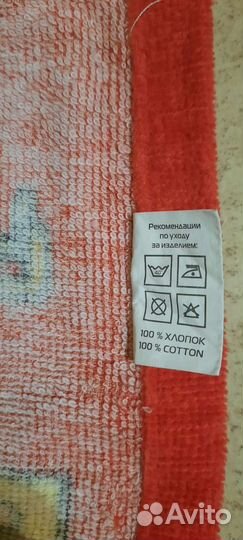 Рекомендации
по уходу
за изделием:
100 % ХЛОПОК
100 % COTTON
Avito